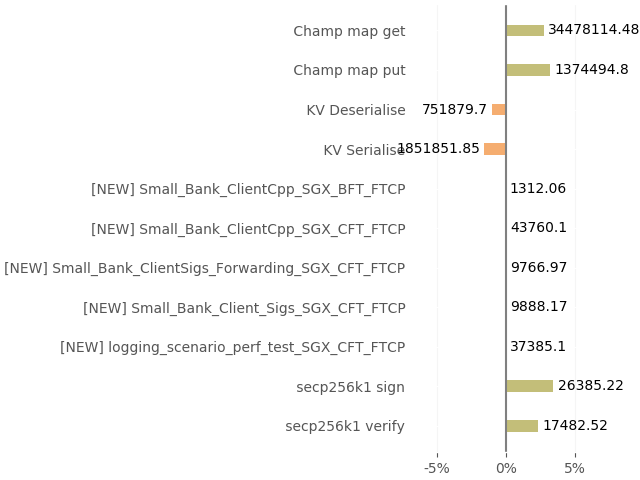 Champ map get 34478114.48
Champ map put 1374494.8
KV Deserialise 751879.7
KV Serialise 1851851.85
[NEW] Small_Bank_ClientCpp_SGX_BFT_FTCP 1312.06
[NEW] Small_Bank_ClientCpp_SGX_CFT_FTCP 43760.1
[NEW] Small_Bank_ClientSigs_Forwarding_SGX_CFT_FTCP 9766.97
[NEW] Small_Bank_Client_Sigs_SGX_CFT_FTCP 9888.17
[NEW] logging_scenario_perf_test_SGX_CFT_FTCP 37385.1
secp256k1 sign 26385.22
secp256k1 verify 17482.52
-5% 0% 5%